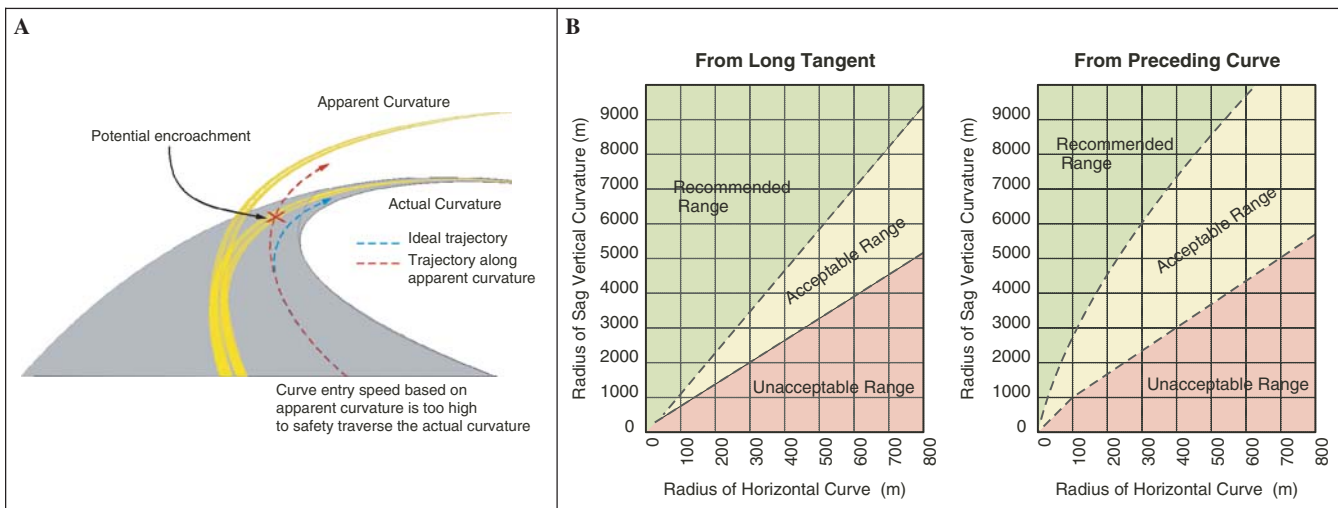 A
Apparent Curvature
Potential encroachment
Actual Curvature
Ideal trajectory
Trajectory along
apparent curvature
Curve entry speed based on
apparent curvature is too high
to safety traverse the actual curvature
B
From Long Tangent
Radius of Sag Vertical Curvature (m)
9000
8000
7000
6000
5000
4000
3000
2000
1000
0
Recommended
Range
Acceptable Range
Unacceptable Range
0
100
200
300
400
500
600
700
800
Radius of Horizontal Curve (m)
From Preceding Curve
Radius of Sag Vertical Curvature (m)
9000
8000
7000
6000
5000
4000
3000
2000
1000
0
Recommended
Range
Acceptable Range
Unacceptable Range
0
100
200
300
400
500
600
700
800
Radius of Horizontal Curve (m)